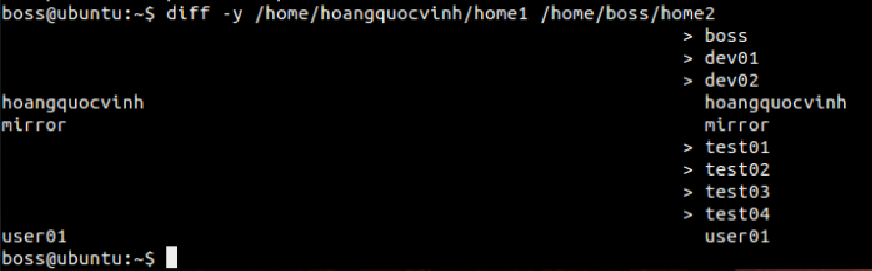 boss@ubuntu:~$ diff -y /home/hoangquocvinh/home1 /home/boss/home2
> boss
> dev01
> dev02
hoangquocvinh hoangquocvinh
mirror mirror
> test01
> test02
> test03
> test04
user01 user01
boss@ubuntu:~$